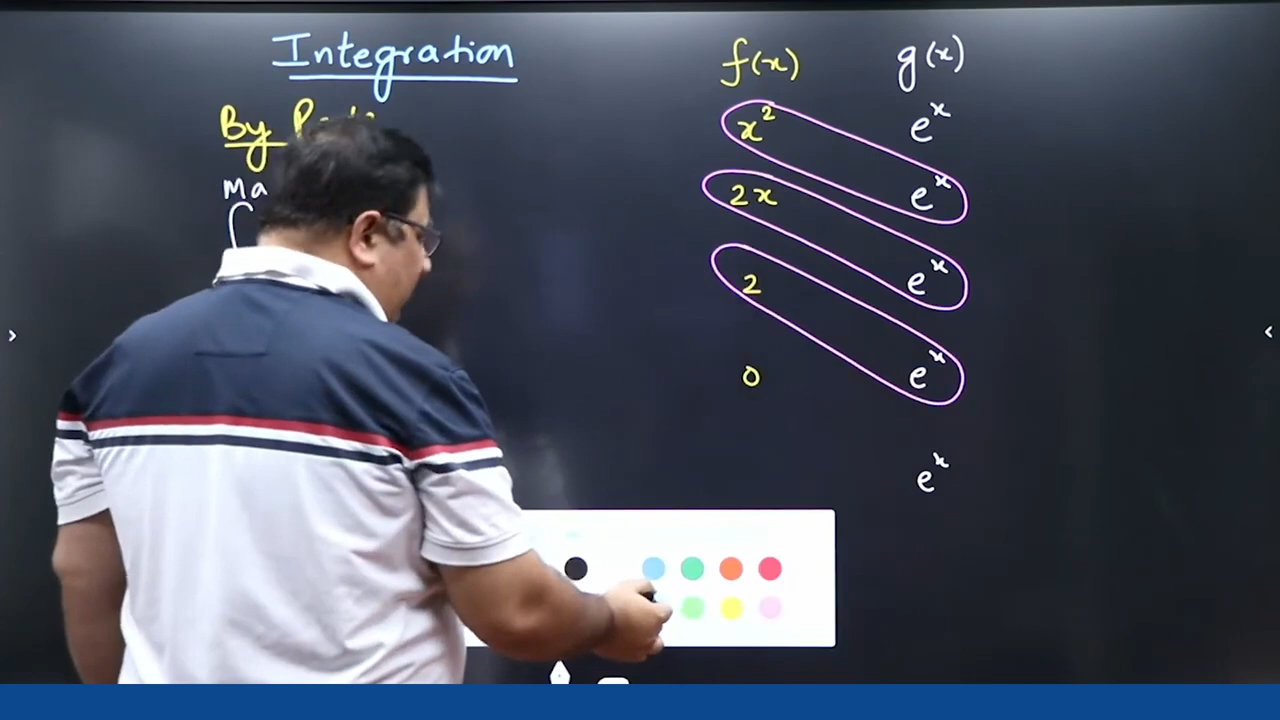 Integration
By
Ma
f(x) g(x)
x² eˣ
2x eˣ
2 eˣ
0 eˣ
eˣ